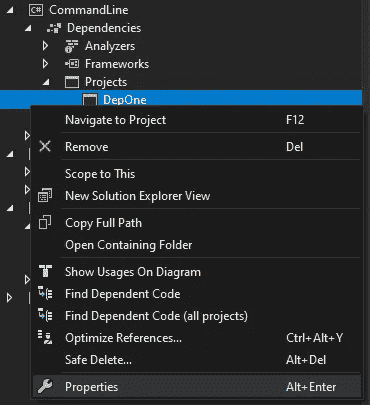 C# CommandLine
Dependencies
Analyzers
Frameworks
Projects
DepOne
Navigate to Project F12
Remove Del
Scope to This
New Solution Explorer View
Copy Full Path
Open Containing Folder
Show Usages On Diagram
Find Dependent Code
Find Dependent Code (all projects)
Optimize References... Ctrl+Alt+Y
Safe Delete... Alt+Del
Properties Alt+Enter